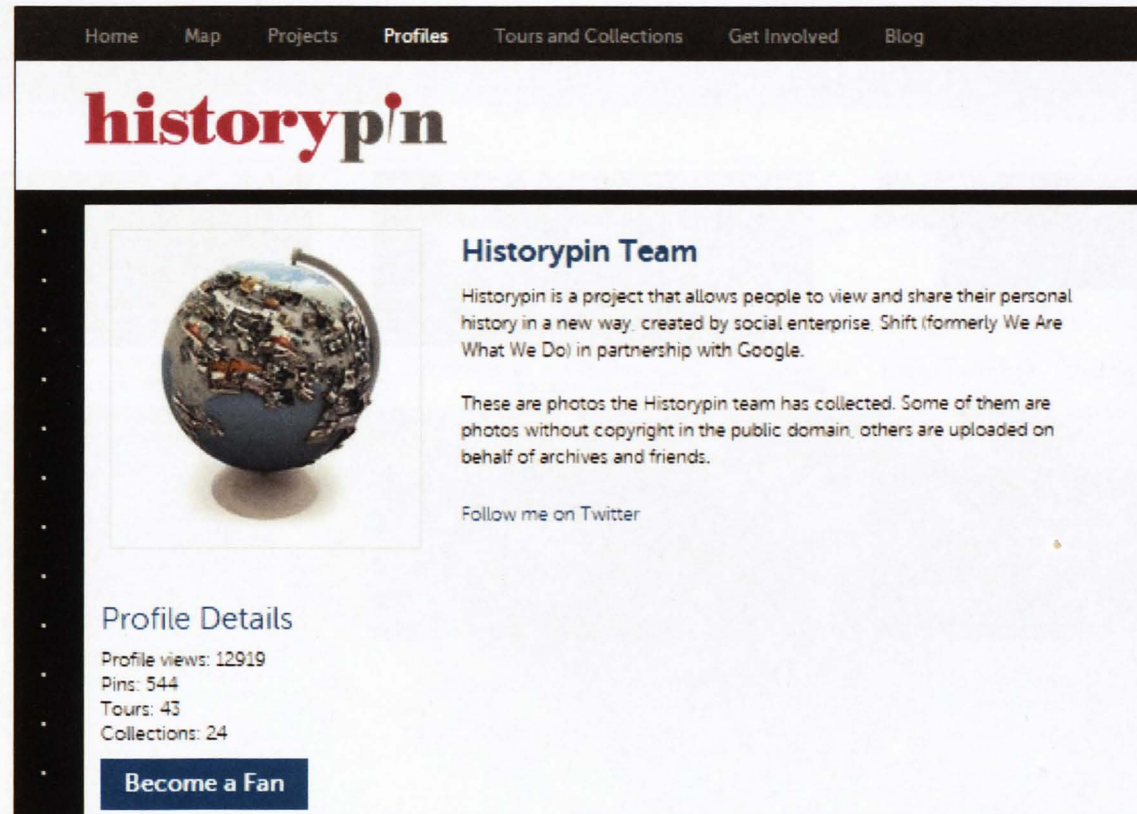 Home Map Projects Profiles Tours and Collections Get Involved Blog
historypin
Historypin Team
Historypin is a project that allows people to view and share their personal
history in a new way, created by social enterprise, Shift (formerly We Are
What We Do) in partnership with Google.
These are photos the Historypin team has collected. Some of them are
photos without copyright in the public domain, others are uploaded on
behalf of archives and friends.
Follow me on Twitter
Profile Details
Profile views: 12919
Pins: 544
Tours: 43
Collections: 24
Become a Fan